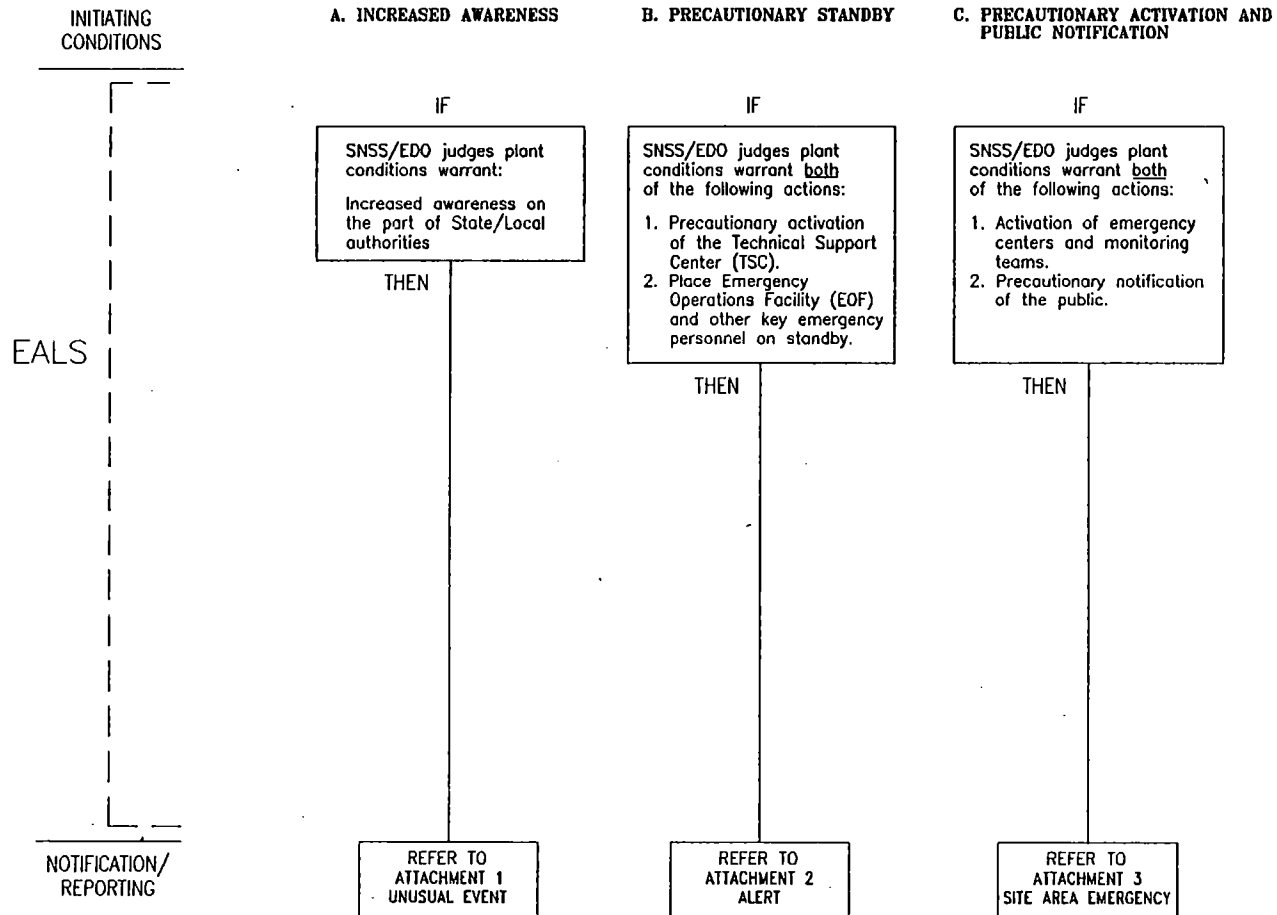 INITIATING
CONDITIONS
A. INCREASED AWARENESS
B. PRECAUTIONARY STANDBY
C. PRECAUTIONARY ACTIVATION AND
PUBLIC NOTIFICATION
EALS
IF
SNSS/EDO judges plant
conditions warrant:
Increased awareness on
the part of State/Local
authorities
THEN
IF
SNSS/EDO judges plant
conditions warrant both
of the following actions:
1. Precautionary activation
of the Technical Support
Center (TSC).
2. Place Emergency
Operations Facility (EOF)
and other key emergency
personnel on standby.
THEN
IF
SNSS/EDO judges plant
conditions warrant both
of the following actions:
1. Activation of emergency
centers and monitoring
teams.
2. Precautionary notification
of the public.
THEN
NOTIFICATION/
REPORTING
REFER TO
ATTACHMENT 1
UNUSUAL EVENT
REFER TO
ATTACHMENT 2
ALERT
REFER TO
ATTACHMENT 3
SITE AREA EMERGENCY